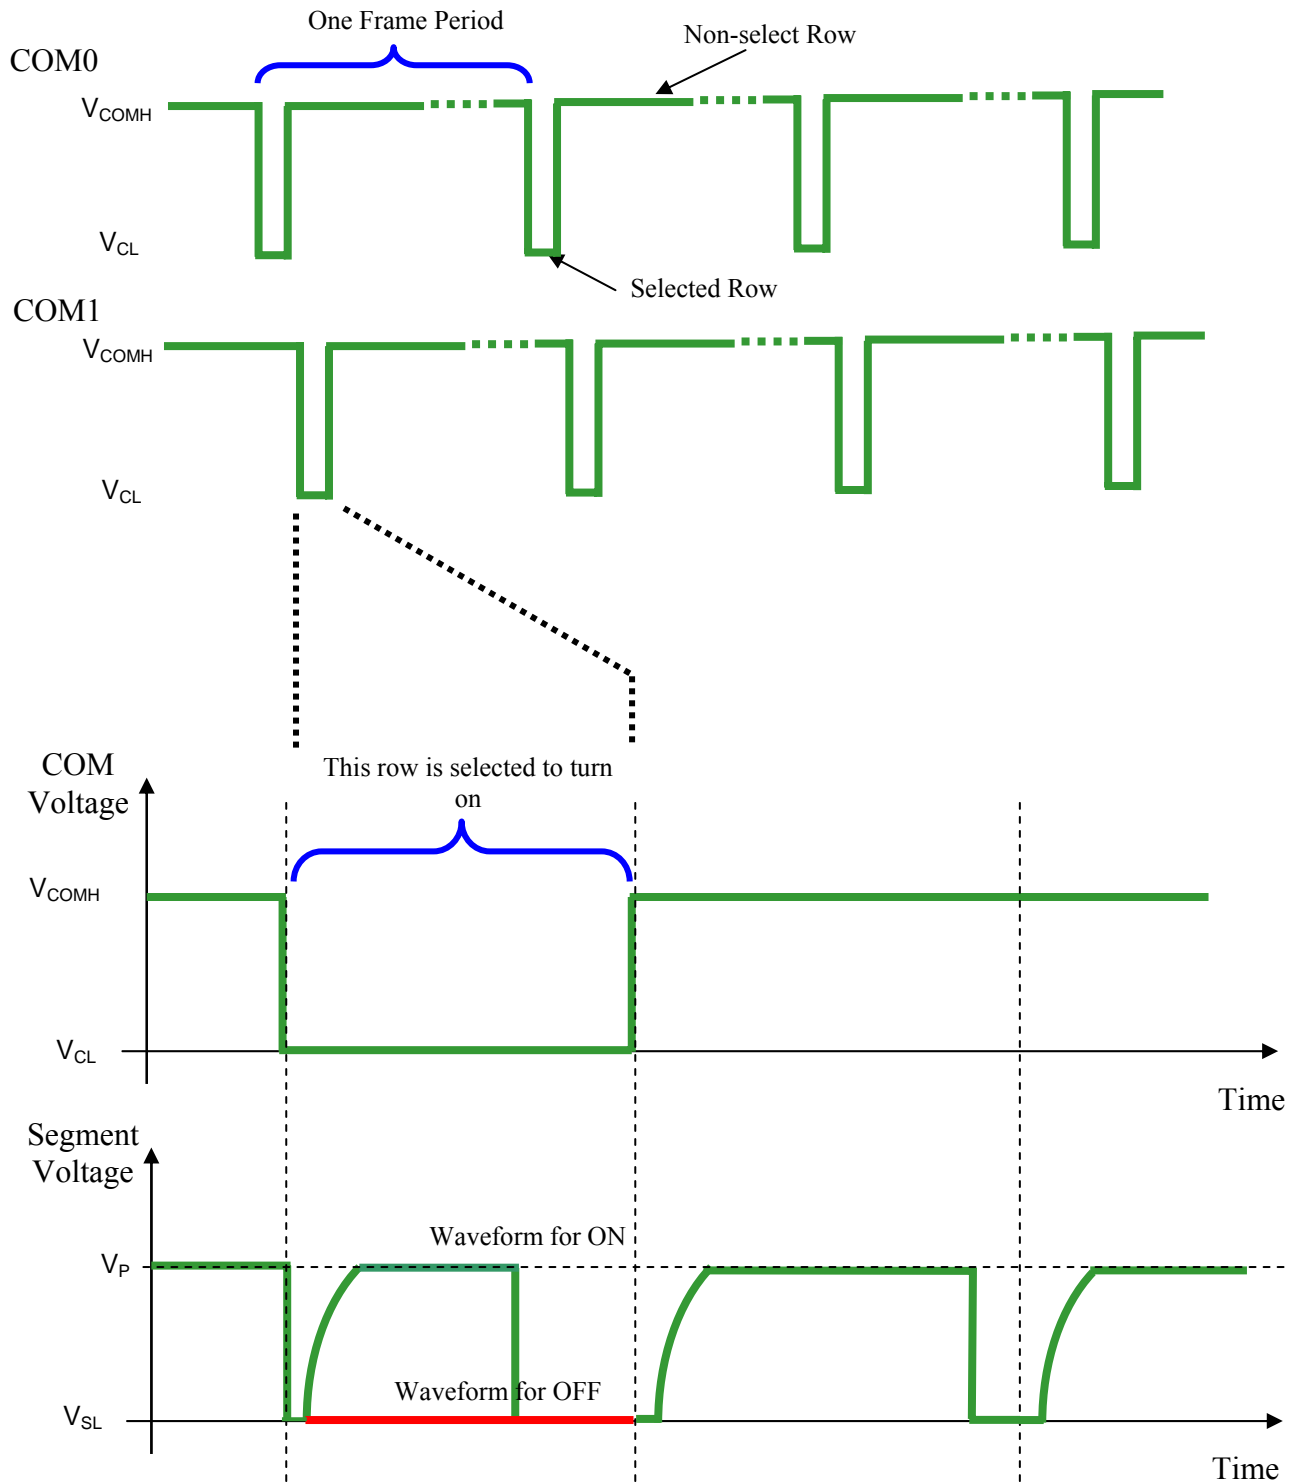 One Frame Period
Non-select Row
COM0
VCOMH
VCL
Selected Row
COM1
VCOMH
VCL
COM
Voltage
This row is selected to turn
on
VCOMH
VCL
Time
Segment
Voltage
Waveform for ON
VP
Waveform for OFF
VSL
Time